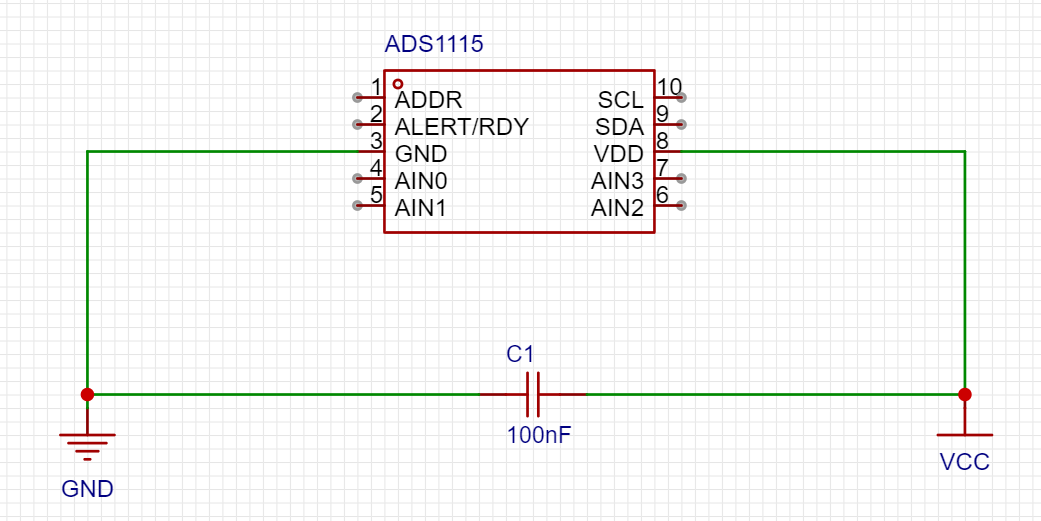 ADS1115
1 ADDR SCL 10
2 ALERT/RDY SDA 9
3 GND VDD 8
4 AIN0 AIN3 7
5 AIN1 AIN2 6
C1
100nF
GND VCC